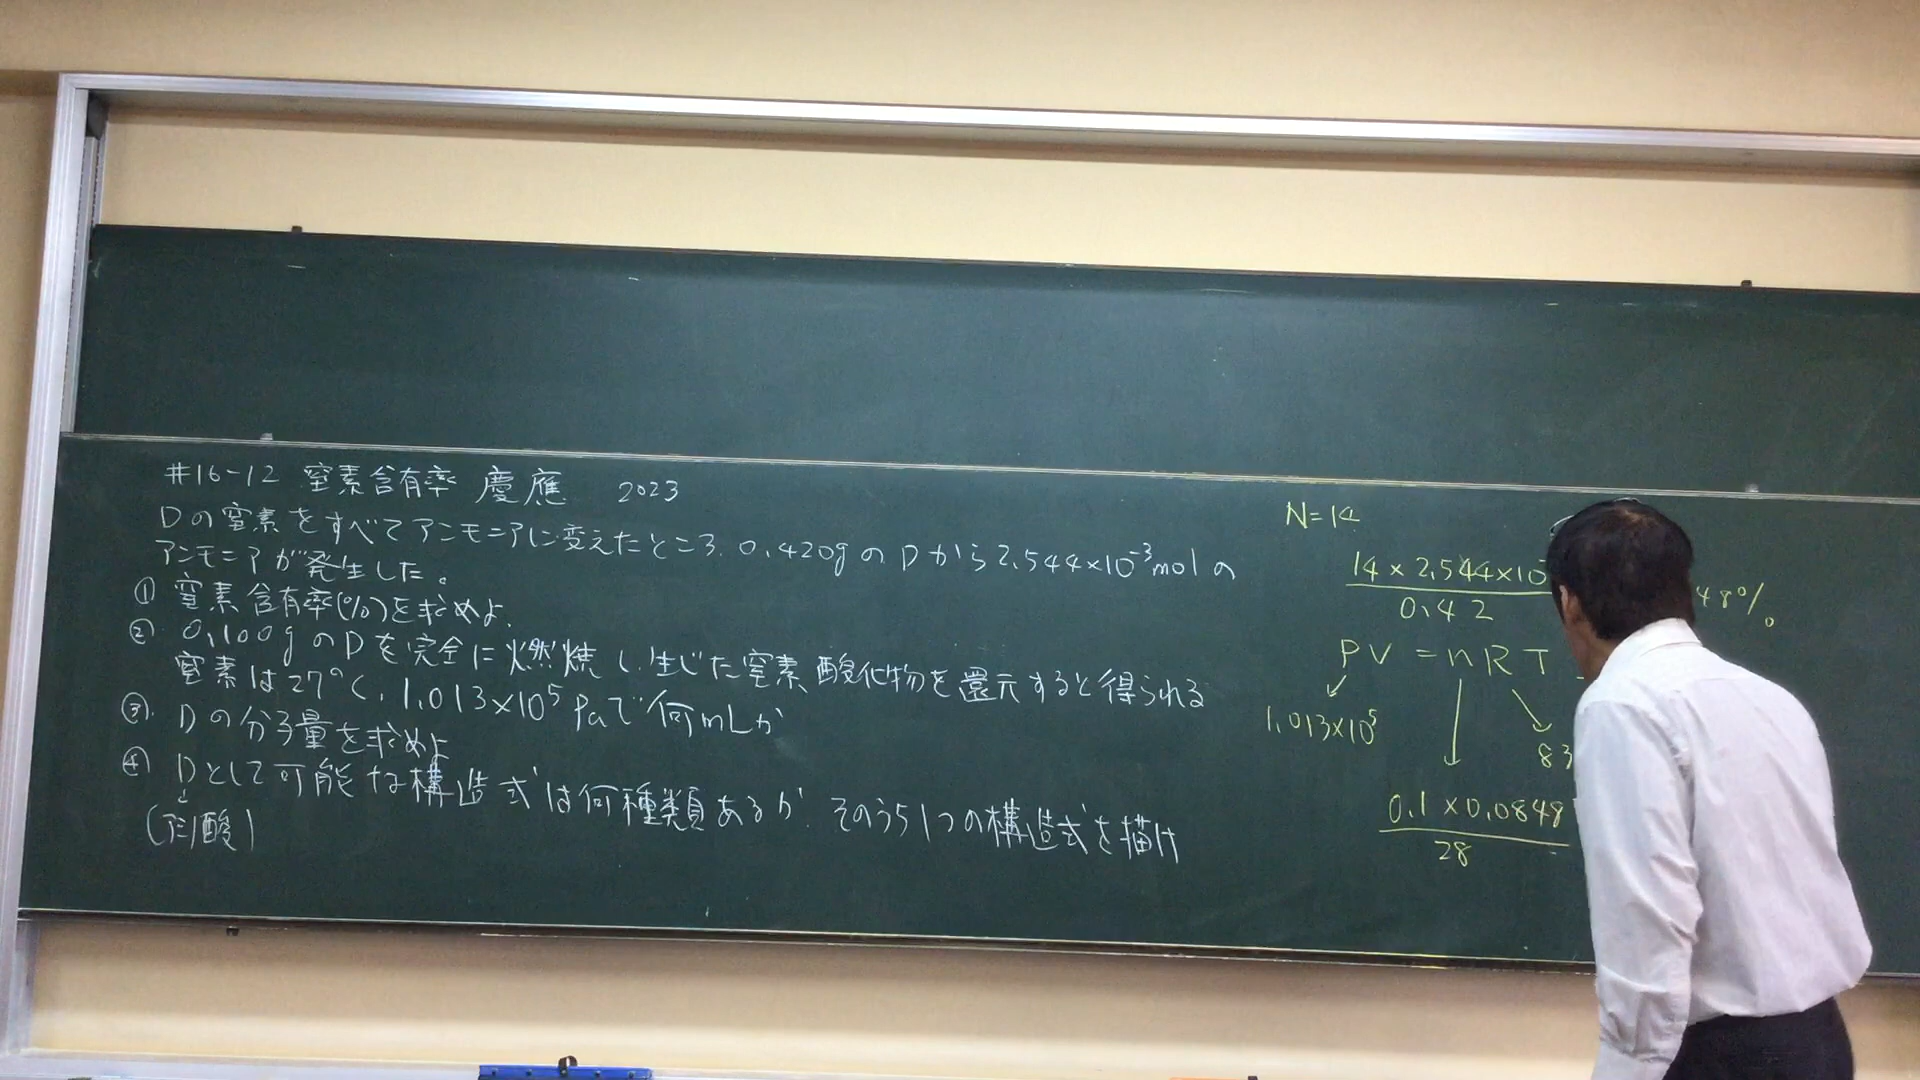 #16-12 窒素含有率 慶應 2023
Dの窒素をすべてアンモニアに変えたところ、0.420gのDから2.544×10⁻³molの
アンモニアが発生した。
① 窒素含有率(%)を求めよ.
② 0.100gのDを完全に燃焼し、生じた窒素酸化物を還元すると得られる
窒素は27℃、1.013×10⁵Paで何mLか
③ Dの分子量を求めよ
④ Dとして可能な構造式は何種類あるか. そのうち1つの構造式を描け
↓
(アミノ酸)
N=14
14×2.544×10
0.42
48%
PV=nRT
1.013×10⁵
83
0.1×0.0848
28